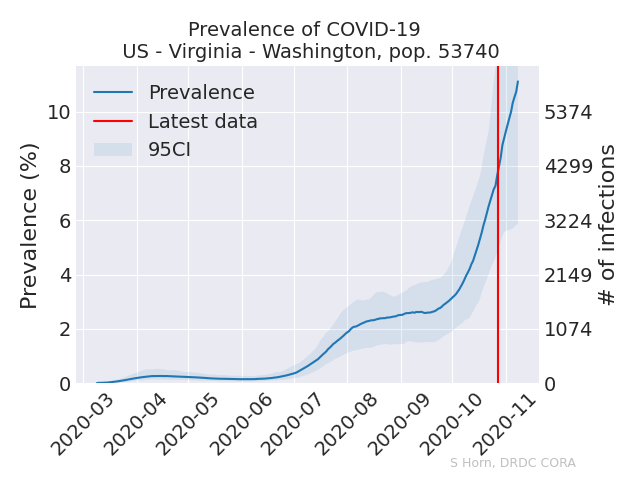 Prevalence of COVID-19
US - Virginia - Washington, pop. 53740
Prevalence
Latest data
95CI
Prevalence (%)
10
8
6
4
2
0
5374
4299
3224
2149
1074
0
# of infections
2020-03
2020-04
2020-05
2020-06
2020-07
2020-08
2020-09
2020-10
2020-11
S Horn, DRDC CORA